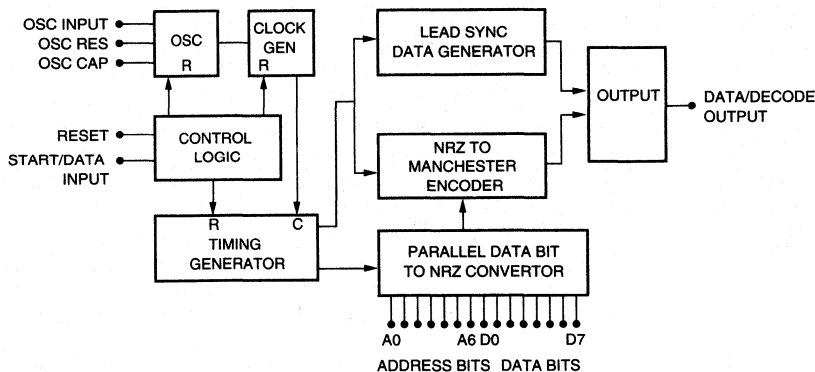 OSC INPUT
OSC RES
OSC CAP
OSC
R
CLOCK
GEN
R
LEAD SYNC
DATA GENERATOR
OUTPUT
DATA/DECODE
OUTPUT
RESET
START/DATA
INPUT
CONTROL
LOGIC
NRZ TO
MANCHESTER
ENCODER
R
C
TIMING
GENERATOR
PARALLEL DATA BIT
TO NRZ CONVERTOR
A0 A6 D0 D7
ADDRESS BITS DATA BITS